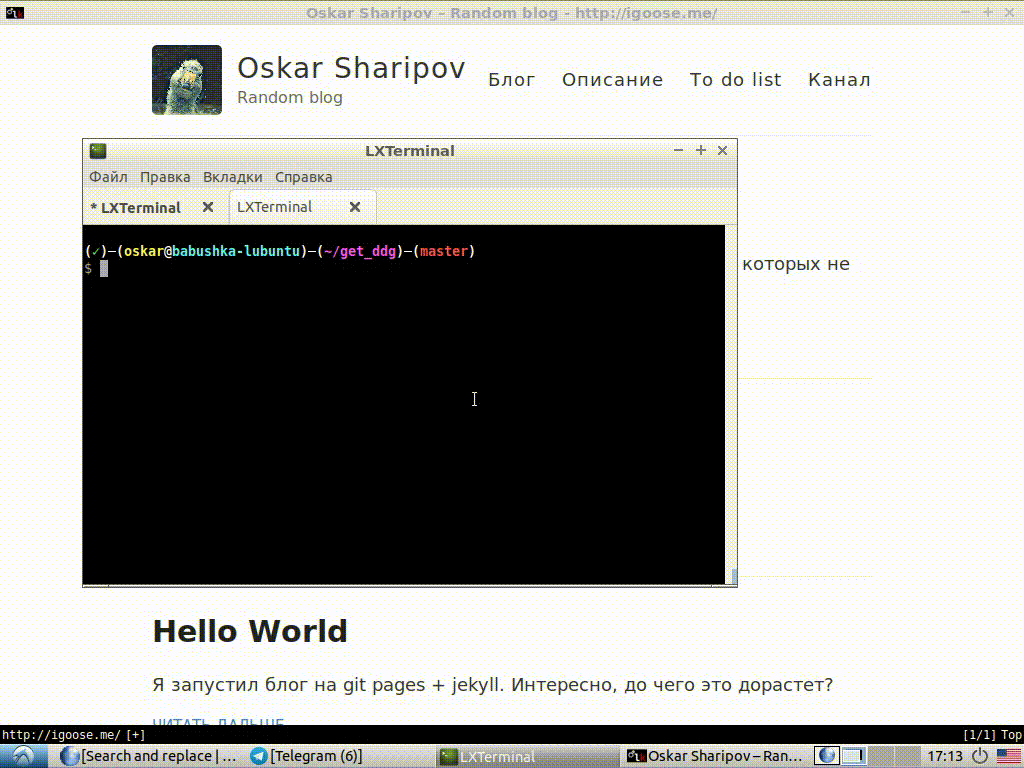 Oskar Sharipov – Random blog - http://igoose.me/
Oskar Sharipov
Random blog
Блог Описание To do list Канал
LXTerminal
Файл Правка Вкладки Справка
* LXTerminal LXTerminal
(✓)—(oskar@babushka-lubuntu)—(~/get_ddg)—(master)
$
которых не
Hello World
Я запустил блог на git pages + jekyll. Интересно, до чего это дорастет?
ЧИТАТЬ ДАЛЬШЕ
http://igoose.me/ [+] [1/1] Top
[Search and replace | ... [Telegram (6)] LXTerminal Oskar Sharipov – Ran... 17:13